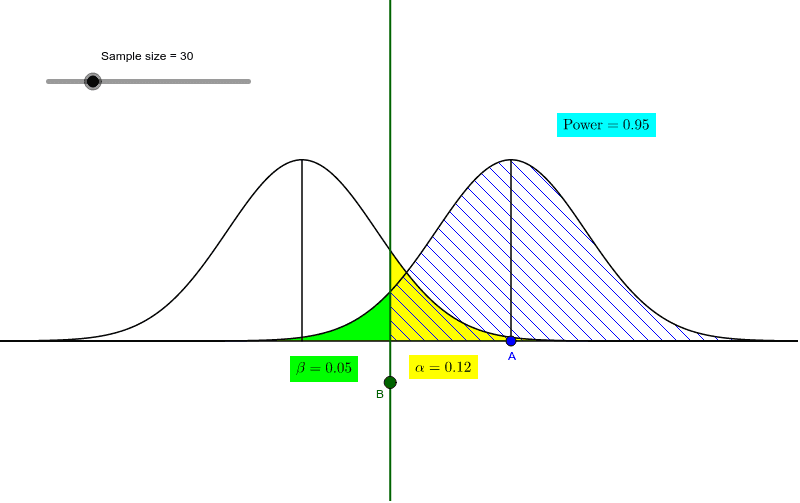 Sample size = 30
Power = 0.95
β = 0.05
α = 0.12
A
B